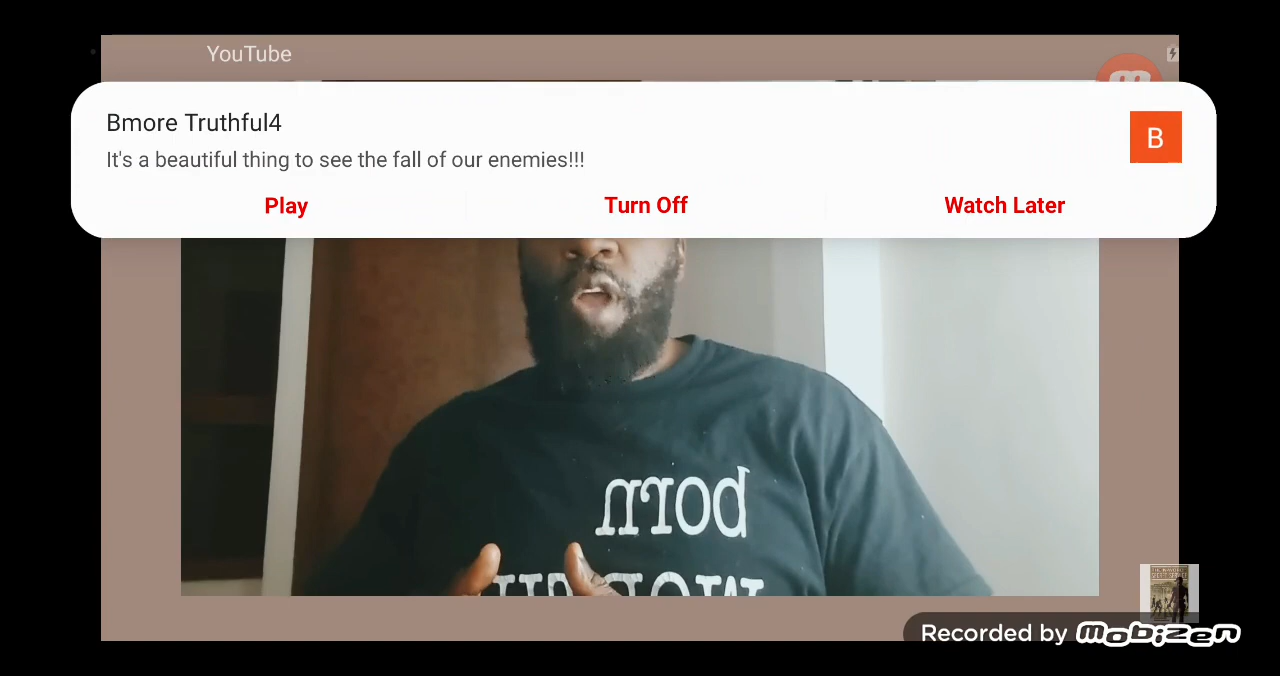 YouTube
Bmore Truthful4
It's a beautiful thing to see the fall of our enemies!!!
B
Play
Turn Off
Watch Later
born
Recorded by mobizen